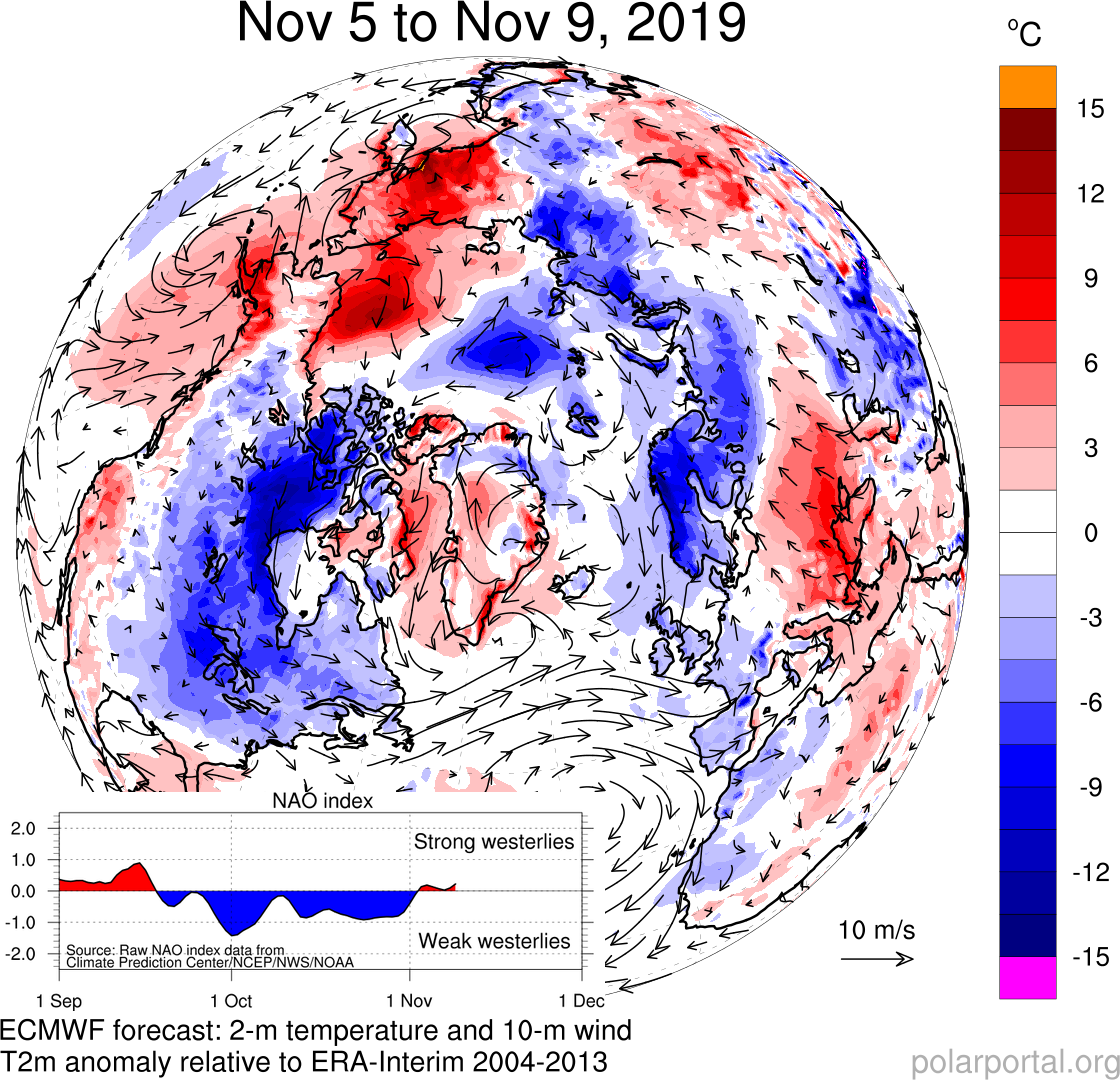 Nov 5 to Nov 9, 2019
°C
15
12
9
6
3
0
-3
-6
-9
-12
-15
NAO index
2.0
1.0
0.0
-1.0
-2.0
Strong westerlies
Weak westerlies
Source: Raw NAO index data from
Climate Prediction Center/NCEP/NWS/NOAA
1 Sep
1 Oct
1 Nov
1 Dec
10 m/s
ECMWF forecast: 2-m temperature and 10-m wind
T2m anomaly relative to ERA-Interim 2004-2013
polarportal.org